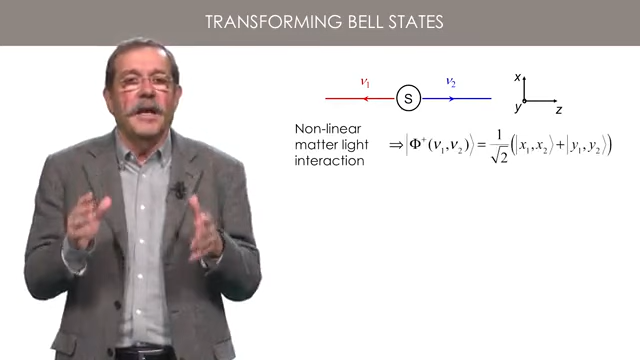 TRANSFORMING BELL STATES
ν₁ ν₂ x
S
y z
Non-linear
matter light
interaction
⇒|Φ⁺(ν₁,ν₂)⟩ = 1/√2 (|x₁,x₂⟩+|y₁,y₂⟩)